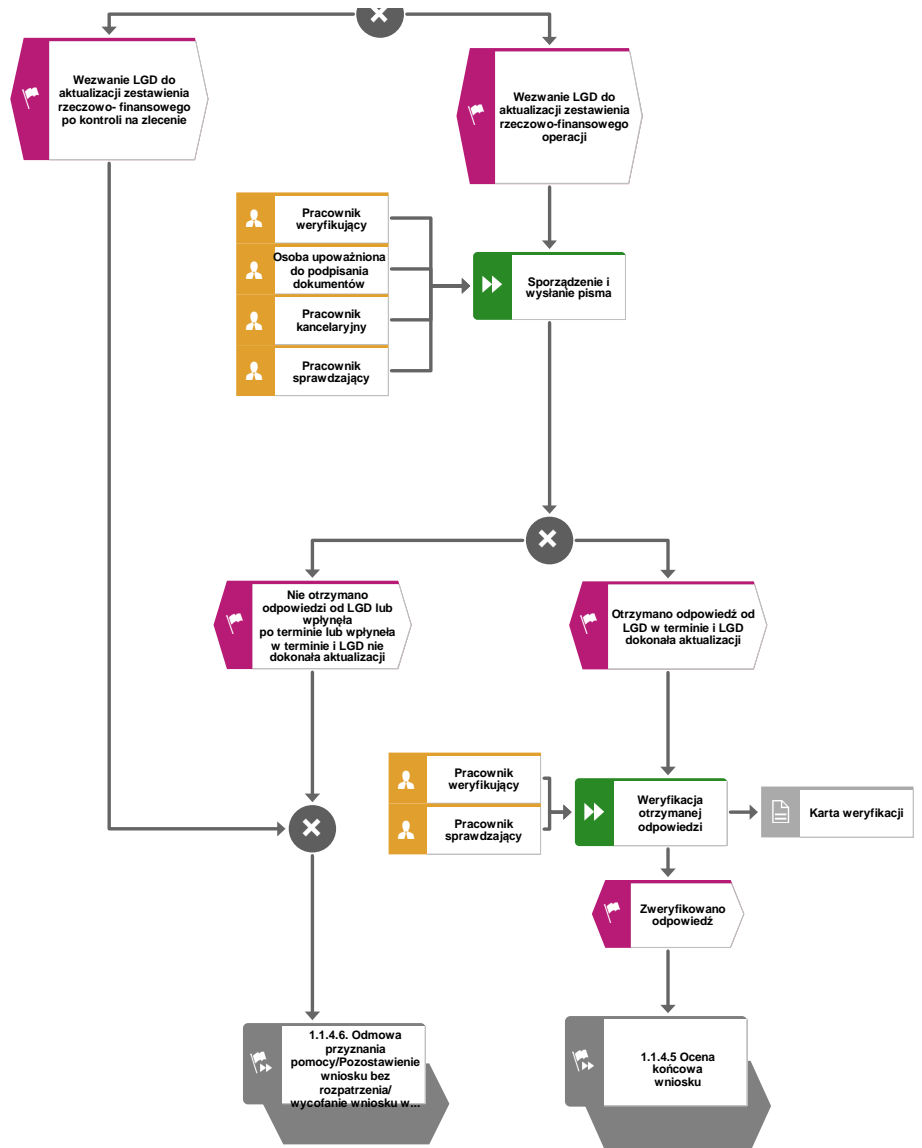 Wezwanie LGD do
aktualizacji zestawienia
rzeczowo- finansowego
po kontroli na zlecenie
Wezwanie LGD do
aktualizacji zestawienia
rzeczowo-finansowego
operacji
Pracownik
weryfikujący
Osoba upoważniona
do podpisania
dokumentów
Pracownik
kancelaryjny
Pracownik
sprawdzający
Sporządzenie i
wysłanie pisma
Nie otrzymano
odpowiedzi od LGD lub
wpłynęła
po terminie lub wpłyneła
w terminie i LGD nie
dokonała aktualizacji
Otrzymano odpowiedź od
LGD w terminie i LGD
dokonała aktualizacji
Pracownik
weryfikujący
Pracownik
sprawdzający
Weryfikacja
otrzymanej
odpowiedzi
Karta weryfikacji
Zweryfikowano
odpowiedź
1.1.4.6. Odmowa
przyznania
pomocy/Pozostawienie
wniosku bez
rozpatrzenia/
wycofanie wniosku w...
1.1.4.5 Ocena
końcowa
wniosku